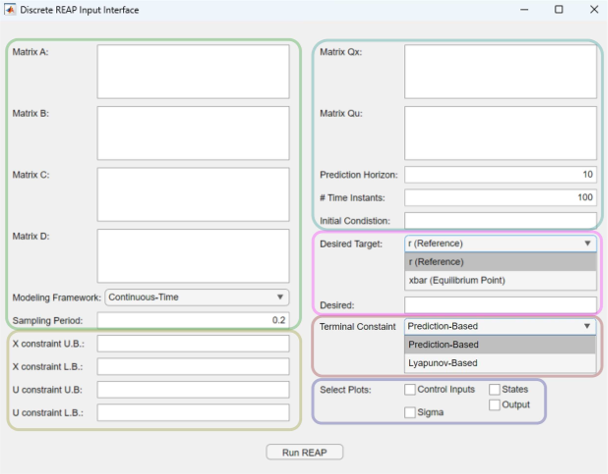 Discrete REAP Input Interface
Matrix A:
Matrix B:
Matrix C:
Matrix D:
Modeling Framework: Continuous-Time
Sampling Period: 0.2
X constraint U.B.:
X constraint L.B.:
U constraint U.B:
U constraint L.B.:
Matrix Qx:
Matrix Qu:
Prediction Horizon: 10
# Time Instants: 100
Initial Condistion:
Desired Target: r (Reference)
r (Reference)
xbar (Equilibrium Point)
Desired:
Terminal Constaint Prediction-Based
Prediction-Based
Lyapunov-Based
Select Plots: Control Inputs States
Sigma Output
Run REAP